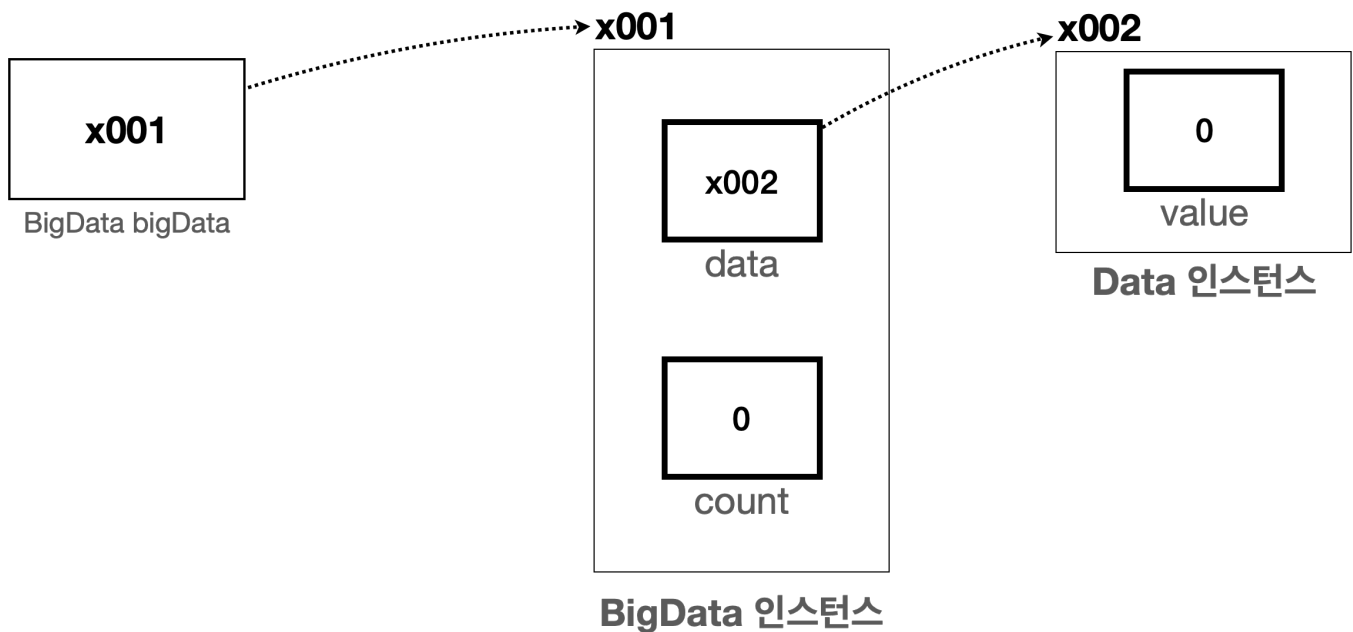 x001
BigData bigData
x001
x002
data
0
count
BigData 인스턴스
x002
0
value
Data 인스턴스